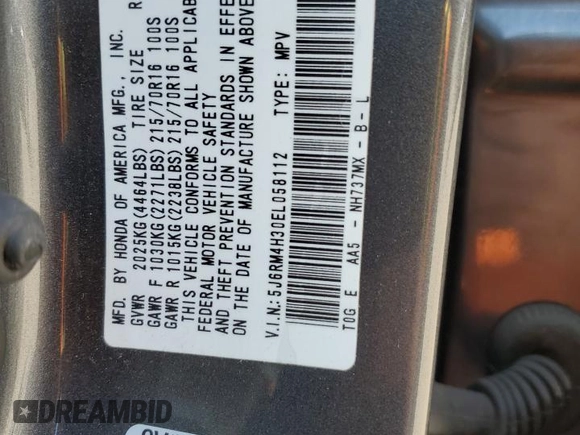 MFD. BY HONDA OF AMERICA MFG., INC.
GVWR 2025KG(4464LBS) TIRE SIZE R
GAWR F 1030KG(2271LBS) 215/70R16 100S
GAWR R 1015KG(2238LBS) 215/70R16 100S
THIS VEHICLE CONFORMS TO ALL APPLICAB
FEDERAL MOTOR VEHICLE SAFETY
AND THEFT PREVENTION STANDARDS IN EFFE
ON THE DATE OF MANUFACTURE SHOWN ABOVE
V.I.N.: 5J6RM4H30EL058112 TYPE: MPV
T0G E AA5 - NH737MX - B - L
DREAMBID